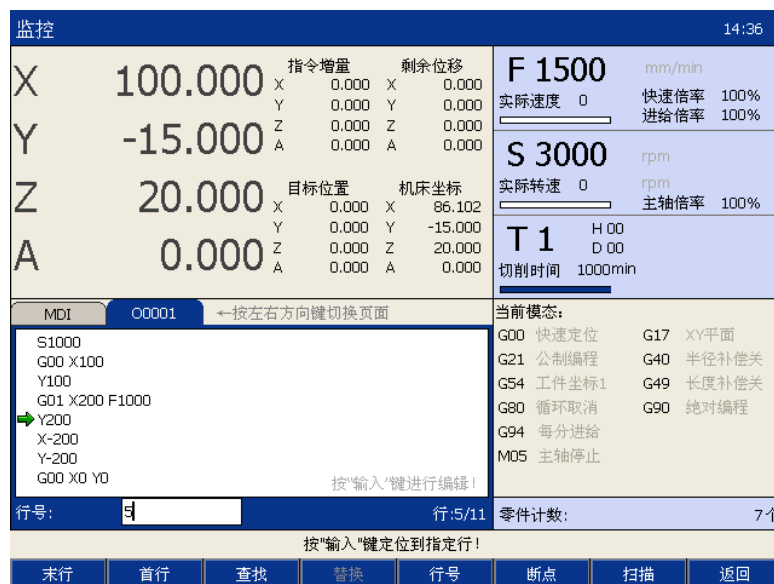 监控 14:36
X 100.000
Y -15.000
Z 20.000
A 0.000
指令增量
X 0.000
Y 0.000
Z 0.000
A 0.000
剩余位移
X 0.000
Y 0.000
Z 0.000
A 0.000
目标位置
X 0.000
Y 0.000
Z 0.000
A 0.000
机床坐标
X 86.102
Y -15.000
Z 20.000
A 0.000
F 1500 mm/min
实际速度 0 快速倍率 100%
进给倍率 100%
S 3000 rpm
实际转速 0 rpm
主轴倍率 100%
T 1 H 00
D 00
切削时间 1000min
MDI O0001 ←按左右方向键切换页面
S1000
G00 X100
Y100
G01 X200 F1000
Y200
X-200
Y-200
G00 X0 Y0
按"输入"键进行编辑!
行号: 5 行:5/11
当前模态:
G00 快速定位 G17 XY平面
G21 公制编程 G40 半径补偿关
G54 工件坐标1 G49 长度补偿关
G80 循环取消 G90 绝对编程
G94 每分进给
M05 主轴停止
零件计数: 7个
按"输入"键定位到指定行!
末行 首行 查找 替换 行号 断点 扫描 返回